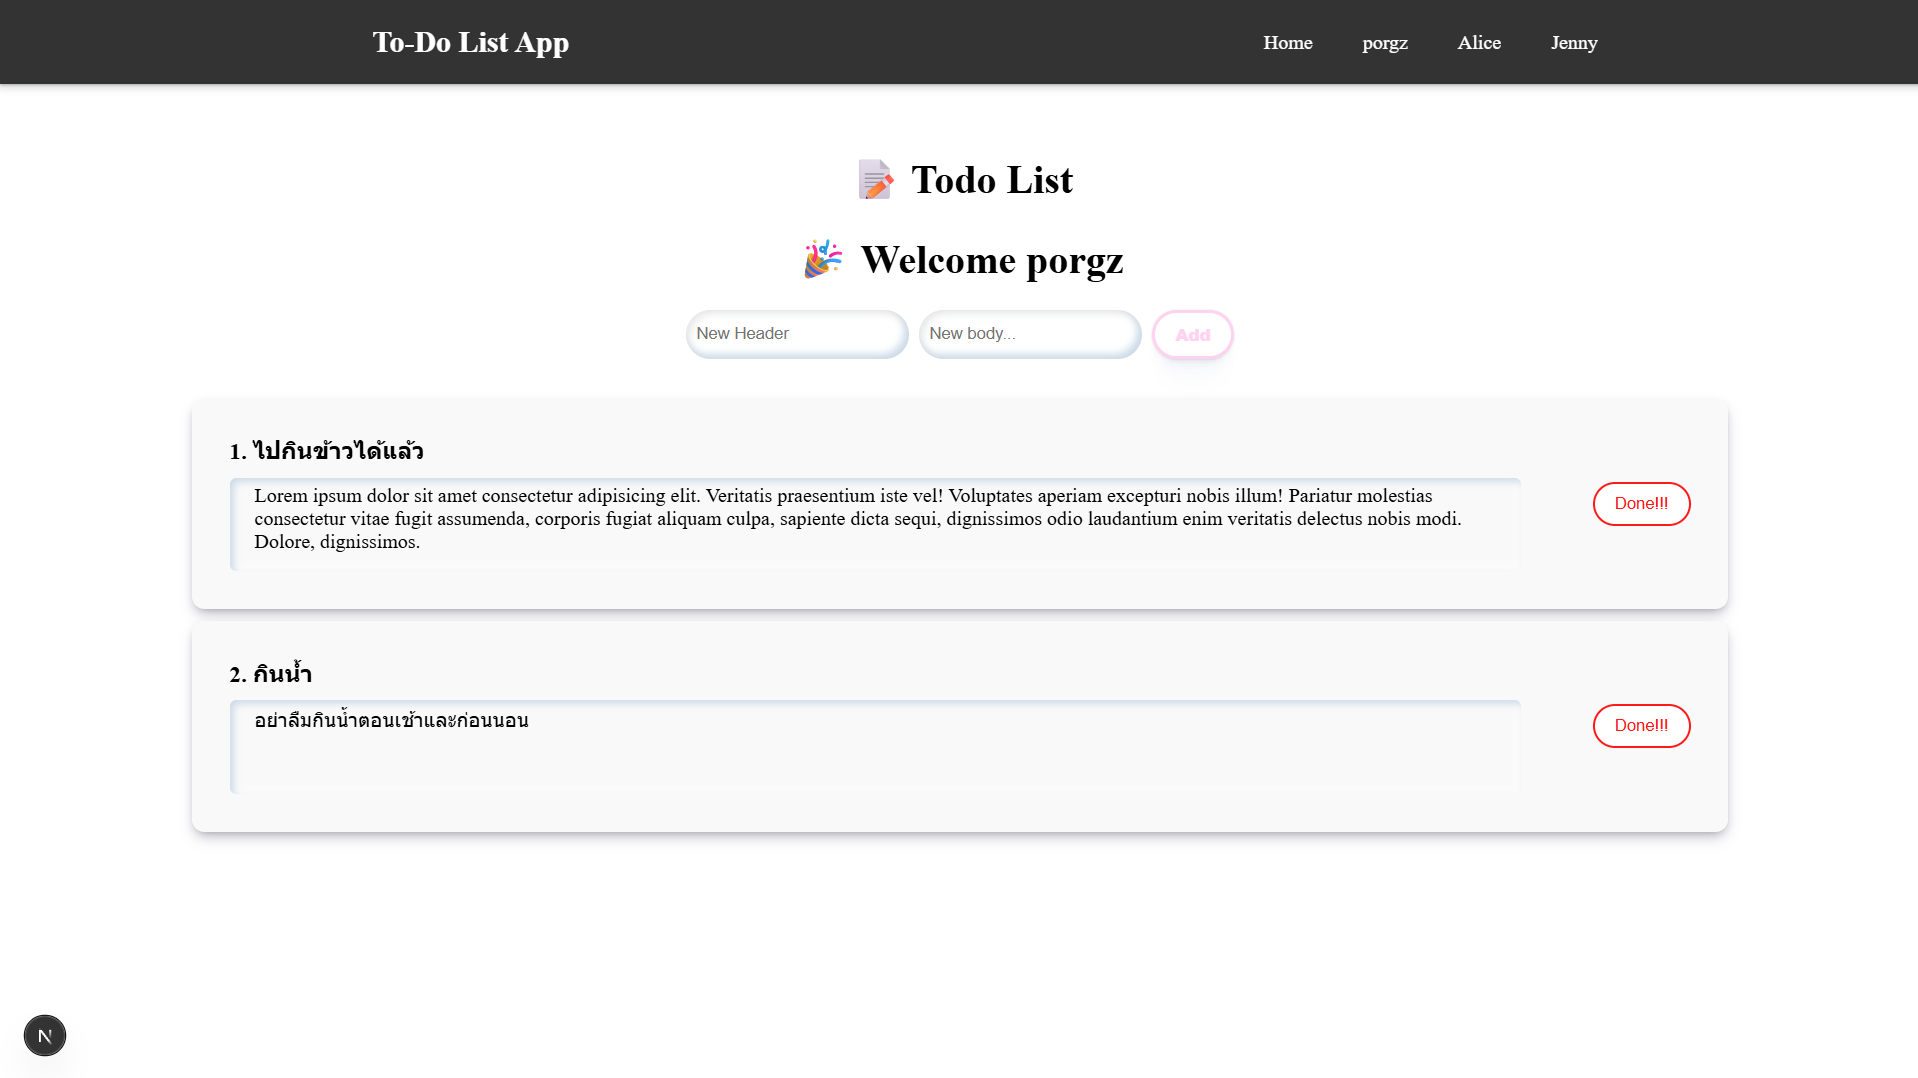 To-Do List App
Home porgz Alice Jenny
📝 Todo List
🎉 Welcome porgz
New Header New body... Add
1. ไปกินข้าวได้แล้ว
Lorem ipsum dolor sit amet consectetur adipisicing elit. Veritatis praesentium iste vel! Voluptates aperiam excepturi nobis illum! Pariatur molestias
consectetur vitae fugit assumenda, corporis fugiat aliquam culpa, sapiente dicta sequi, dignissimos odio laudantium enim veritatis delectus nobis modi.
Dolore, dignissimos.
Done!!!
2. กินน้ำ
อย่าลืมกินน้ำตอนเช้าและก่อนนอน
Done!!!
N